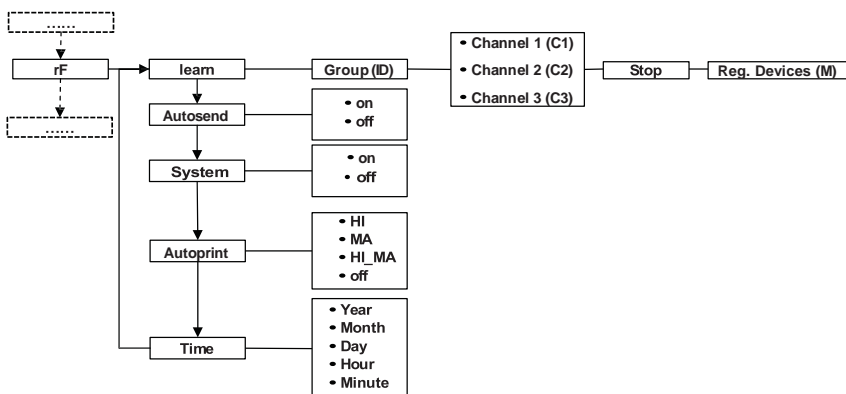 ......
rF
......
learn
Group (ID)
• Channel 1 (C1)
• Channel 2 (C2)
• Channel 3 (C3)
Stop
Reg. Devices (M)
Autosend
• on
• off
System
• on
• off
Autoprint
• HI
• MA
• HI_MA
• off
Time
• Year
• Month
• Day
• Hour
• Minute